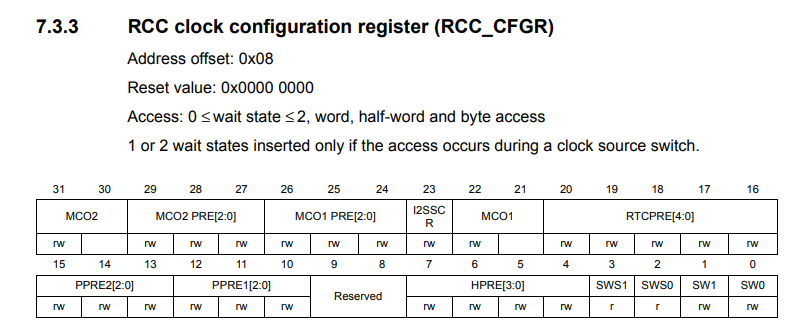 7.3.3 RCC clock configuration register (RCC_CFGR)
Address offset: 0x08
Reset value: 0x0000 0000
Access: 0 ≤ wait state ≤ 2, word, half-word and byte access
1 or 2 wait states inserted only if the access occurs during a clock source switch.
31 30 29 28 27 26 25 24 23 22 21 20 19 18 17 16
MCO2 MCO2 PRE[2:0] MCO1 PRE[2:0] I2SSC MCO1 RTCPRE[4:0]
R
rw rw rw rw rw rw rw rw rw rw rw rw rw rw
15 14 13 12 11 10 9 8 7 6 5 4 3 2 1 0
PPRE2[2:0] PPRE1[2:0] Reserved HPRE[3:0] SWS1 SWS0 SW1 SW0
rw rw rw rw rw rw rw rw rw rw r r rw rw